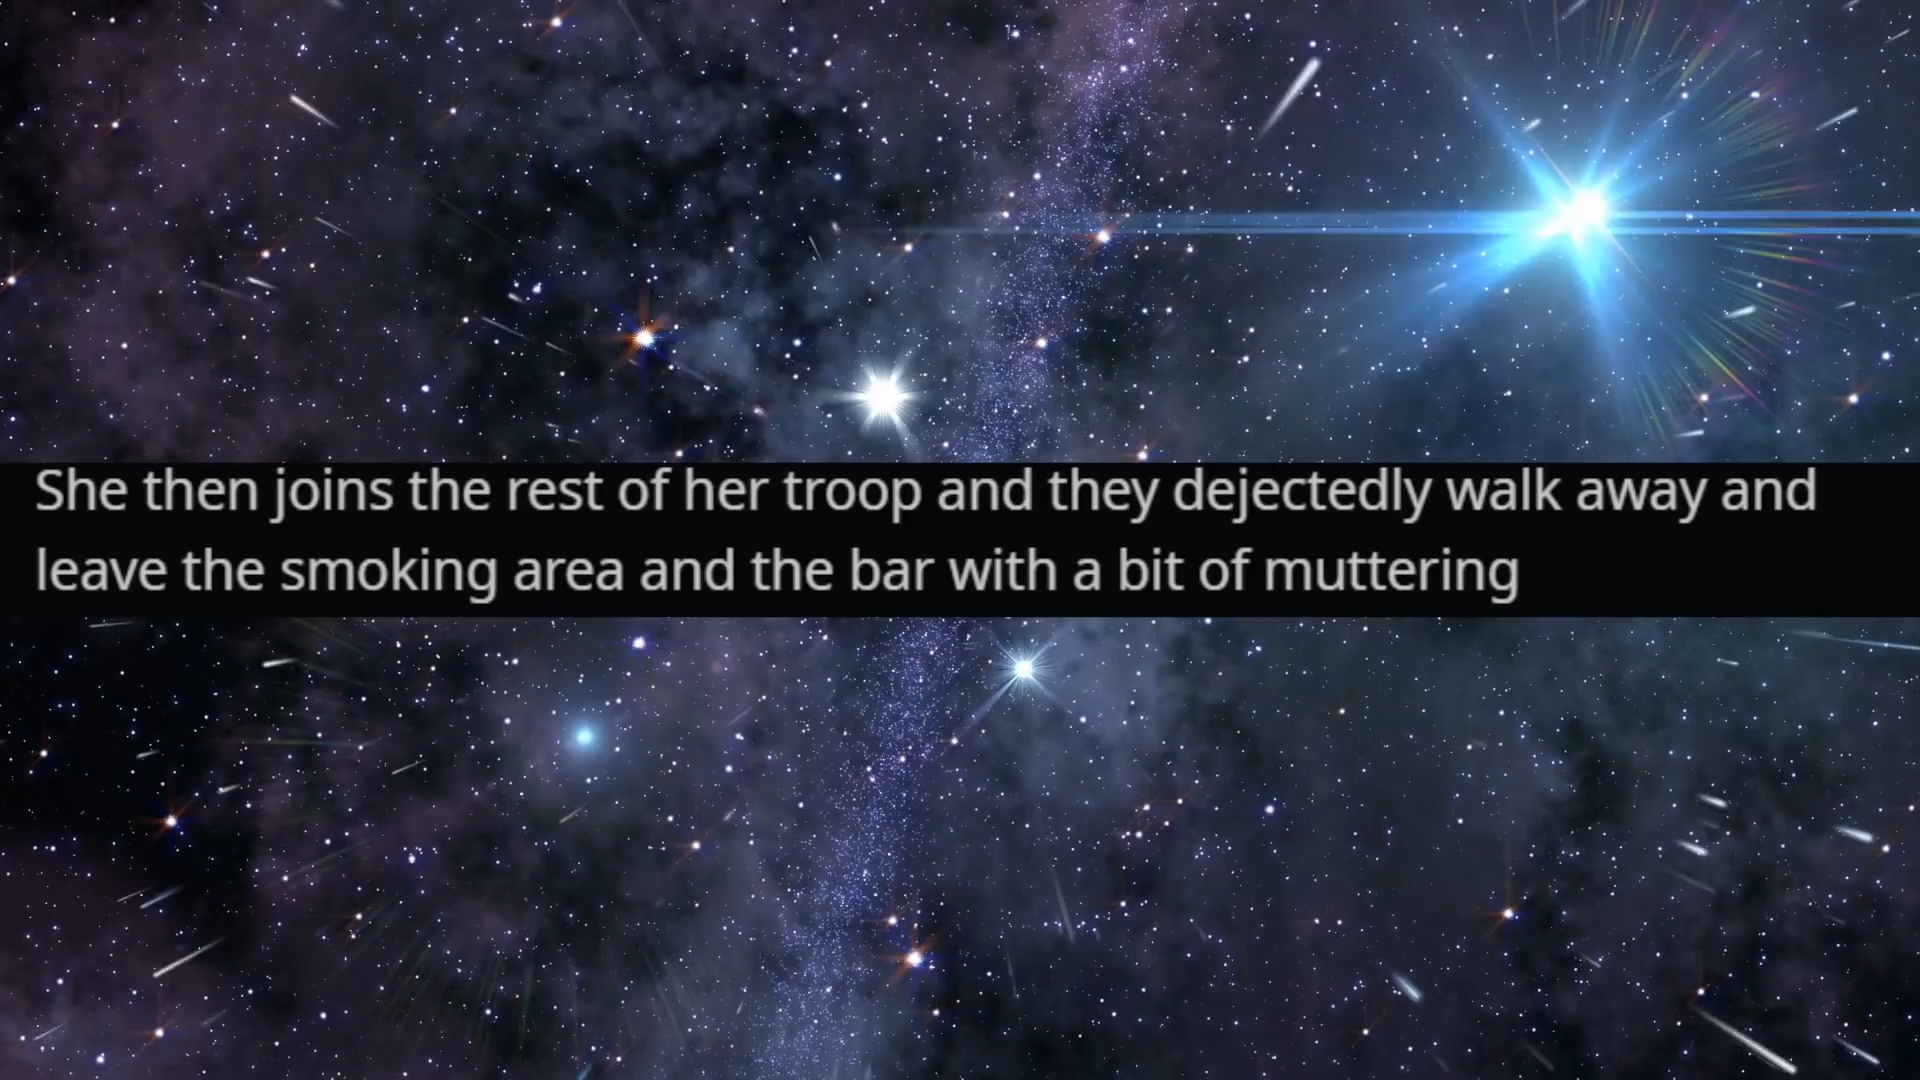 She then joins the rest of her troop and they dejectedly walk away and
leave the smoking area and the bar with a bit of muttering